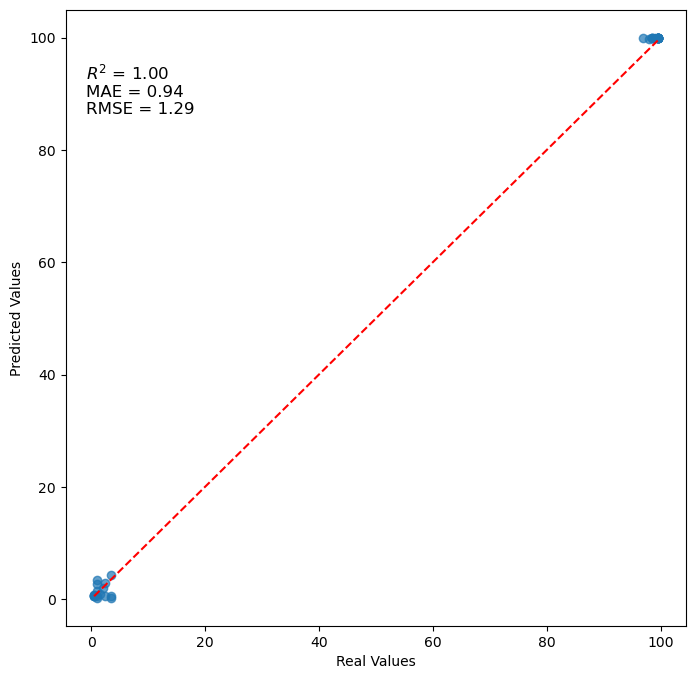 100
80
60
40
20
0
Predicted Values
R² = 1.00
MAE = 0.94
RMSE = 1.29
0 20 40 60 80 100
Real Values